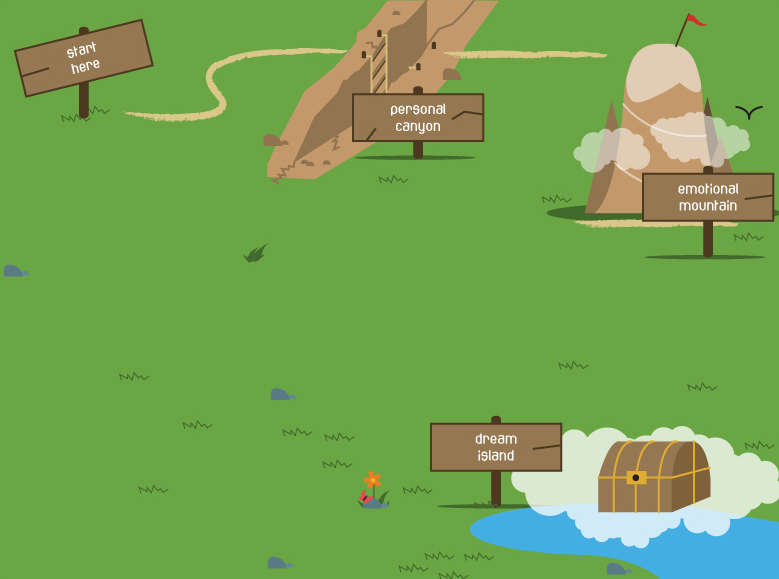 start
here
personal
canyon
emotional
mountain
dream
island